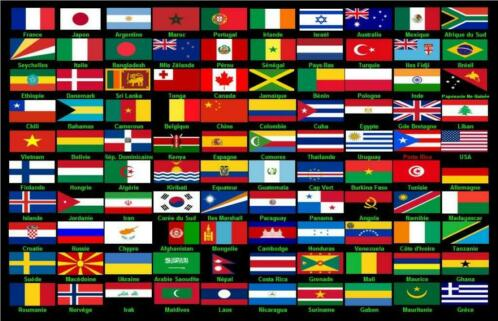 France Japon Argentine Maroc Portugal Irlande Israël Australie Mexique Afrique du Sud
Seychelles Italie Bangladesh Nlle Zélande Pérou Sénégal Pays Bas Turquie Iles Fidji Brésil
Ethiopie Danemark Sri Lanka Tonga Canada Jamaïque Bénin Pologne Inde Papouasie Nle Guinée
Chili Bahamas Cameroun Belgique Chine Colombie Cuba Egypte Gde Bretagne Liban
Vietnam Bolivie Rép. Dominicaine Kenya Espagne Comores Thaïlande Uruguay Porto Rico USA
Finlande Hongrie Algérie Kiribati Equateur Guatemala Cap Vert Burkina Faso Tunisie Allemagne
Islande Jordanie Iran Corée du Sud Iles Marshall Paraguay Panama Angola Namibie Madagascar
Croatie Russie Chypre Afghanistan Mongolie Cambodge Honduras Venezuela Côte d'Ivoire Tanzanie
Suède Macédoine Ukraine Arabie Saoudite Népal Costa Rica Grenade Mali Maurice Ghana
Roumanie Norvège Irak Maldives Laos Nicaragua Suriname Gabon Mauritanie Grèce